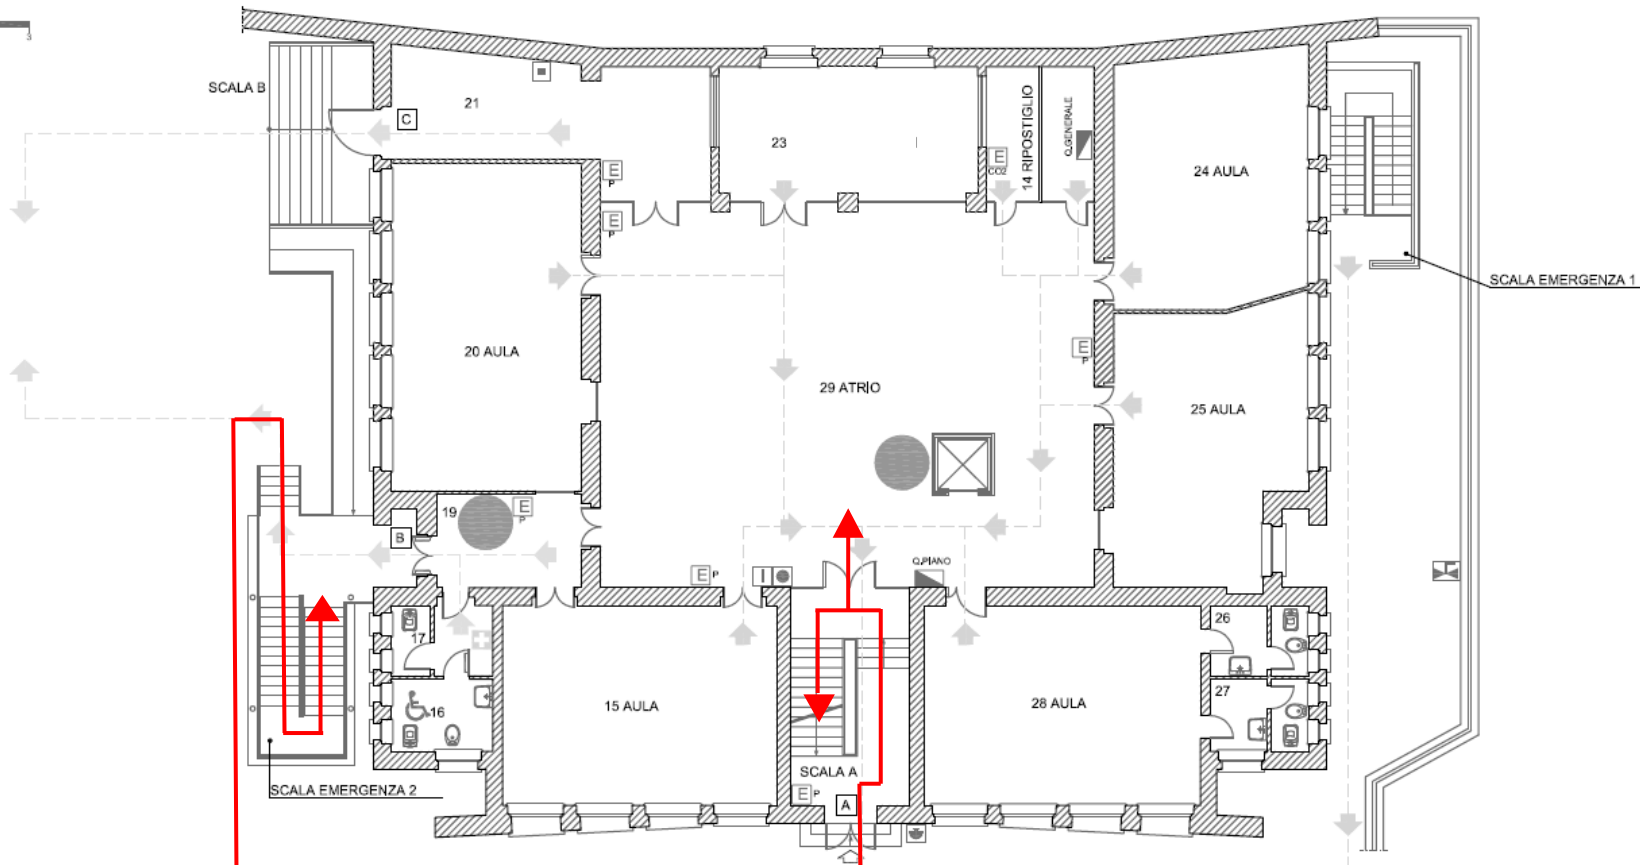 3
SCALA B
C
21
23
14 RIPOSTIGLIO
Q.GENERALE
24 AULA
E
P
E
P
E
CO2
SCALA EMERGENZA 1
20 AULA
29 ATRIO
E
P
25 AULA
19
E
P
B
E P
Q.PIANO
17
16
15 AULA
28 AULA
26
27
SCALA A
E P
A
SCALA EMERGENZA 2